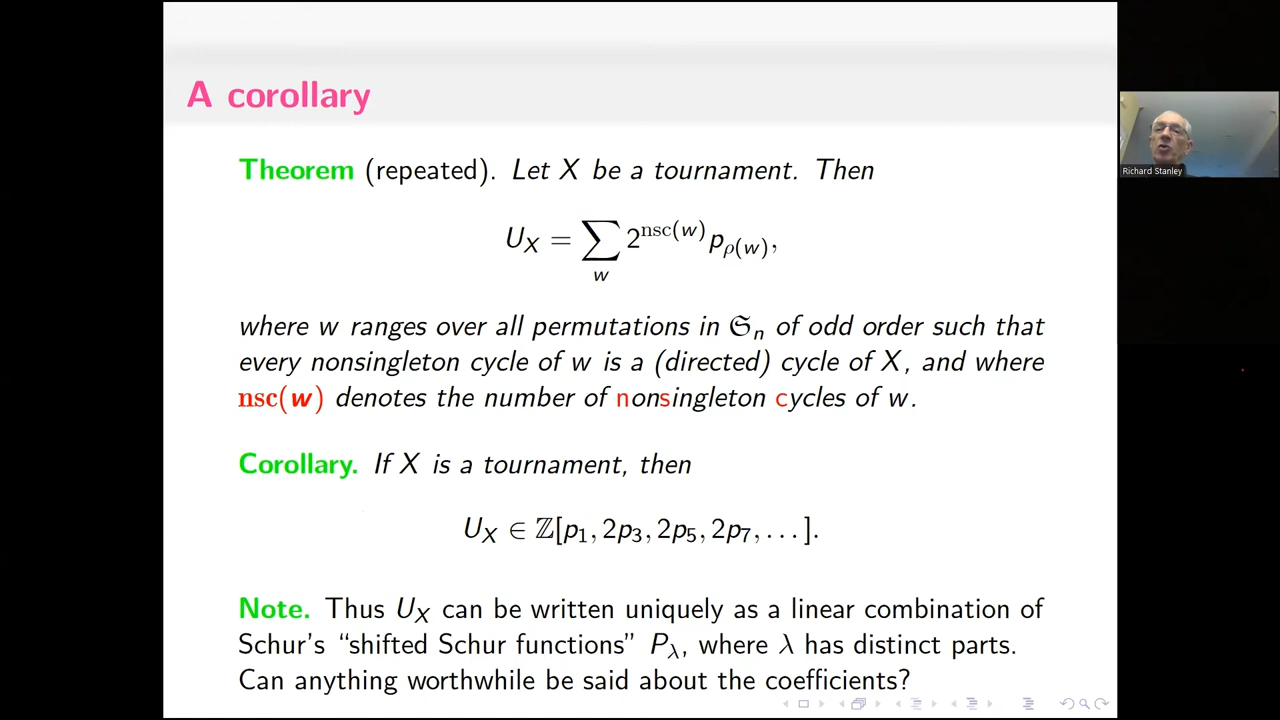 A corollary
Theorem (repeated). Let X be a tournament. Then
U_X = ∑_w 2^{nsc(w)} p_{ρ(w)},
where w ranges over all permutations in 𝔖_n of odd order such that
every nonsingleton cycle of w is a (directed) cycle of X, and where
nsc(w) denotes the number of nonsingleton cycles of w.
Corollary. If X is a tournament, then
U_X ∈ ℤ[p_1, 2p_3, 2p_5, 2p_7, . . . ].
Note. Thus U_X can be written uniquely as a linear combination of
Schur's “shifted Schur functions” P_λ, where λ has distinct parts.
Can anything worthwhile be said about the coefficients?
Richard Stanley